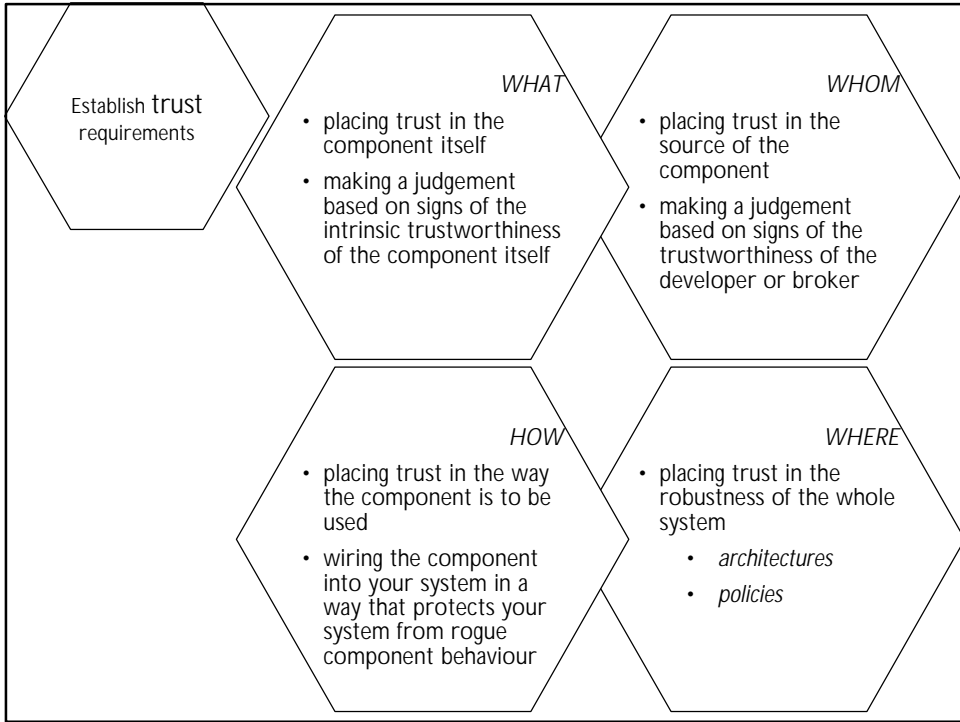 Establish trust
requirements
WHAT
• placing trust in the
component itself
• making a judgement
based on signs of the
intrinsic trustworthiness
of the component itself
WHOM
• placing trust in the
source of the
component
• making a judgement
based on signs of the
trustworthiness of the
developer or broker
HOW
• placing trust in the way
the component is to be
used
• wiring the component
into your system in a
way that protects your
system from rogue
component behaviour
WHERE
• placing trust in the
robustness of the whole
system
• architectures
• policies